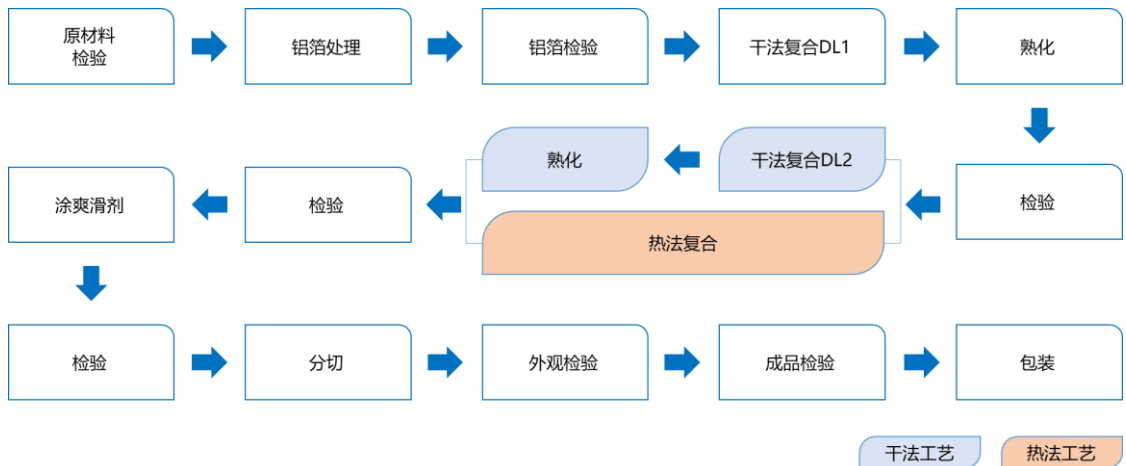 原材料
检验
铝箔处理
铝箔检验
干法复合DL1
熟化
检验
干法复合DL2
熟化
热法复合
检验
涂爽滑剂
检验
分切
外观检验
成品检验
包装
干法工艺
热法工艺